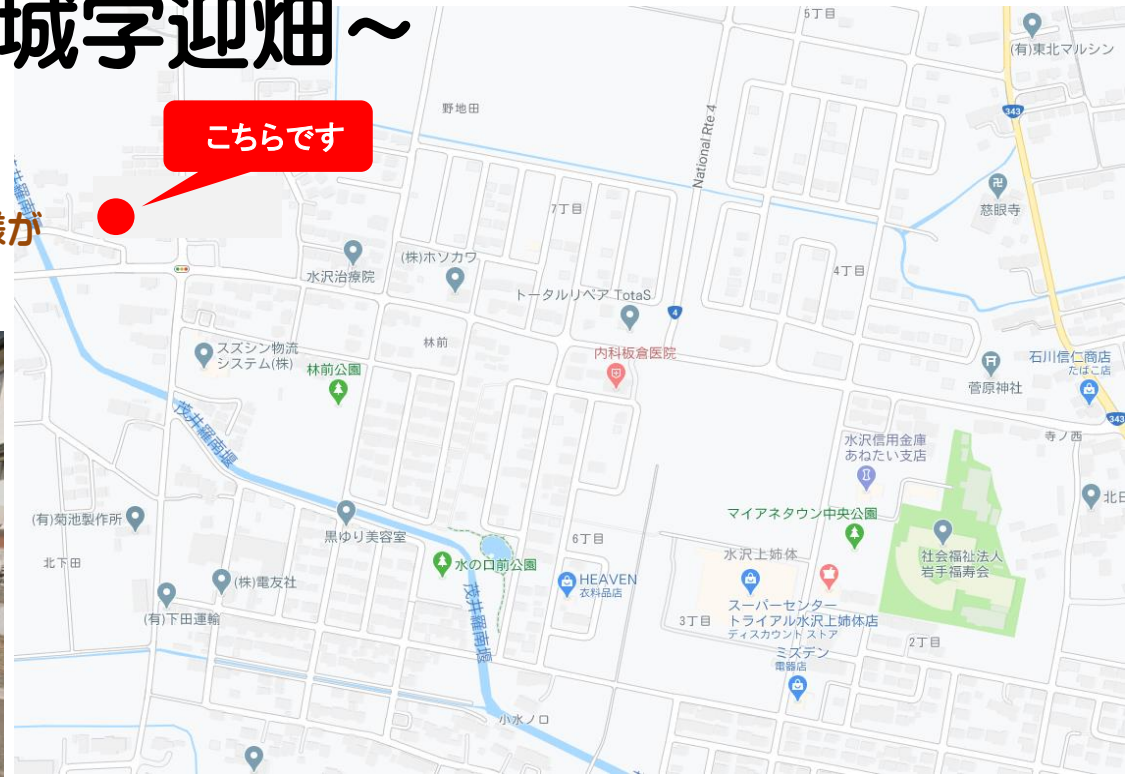 城学迎畑～
5丁目
(有)東北マルシン
野地田
343
こちらです
National Rte 4
様が
慈眼寺
7丁目
(株)ホソカワ
水沢治療院
4丁目
トータルリペア TotaS
4
林前
スズシン物流
システム(株)
林前公園
内科板倉医院
石川信仁商店
たばこ店
菅原神社
343
茂井羅南堰
水沢信用金庫
あねたい支店
寺ノ西
(有)菊池製作所
黒ゆり美容室
マイアネタウン中央公園
6丁目
水沢上姉体
社会福祉法人
岩手福寿会
北下田
水の口前公園
(株)電友社
HEAVEN
衣料品店
(有)下田運輸
茂井羅南堰
3丁目
スーパーセンター
トライアル水沢上姉体店
ディスカウント ストア
2丁目
ミズデン
電器店
小水ノ口